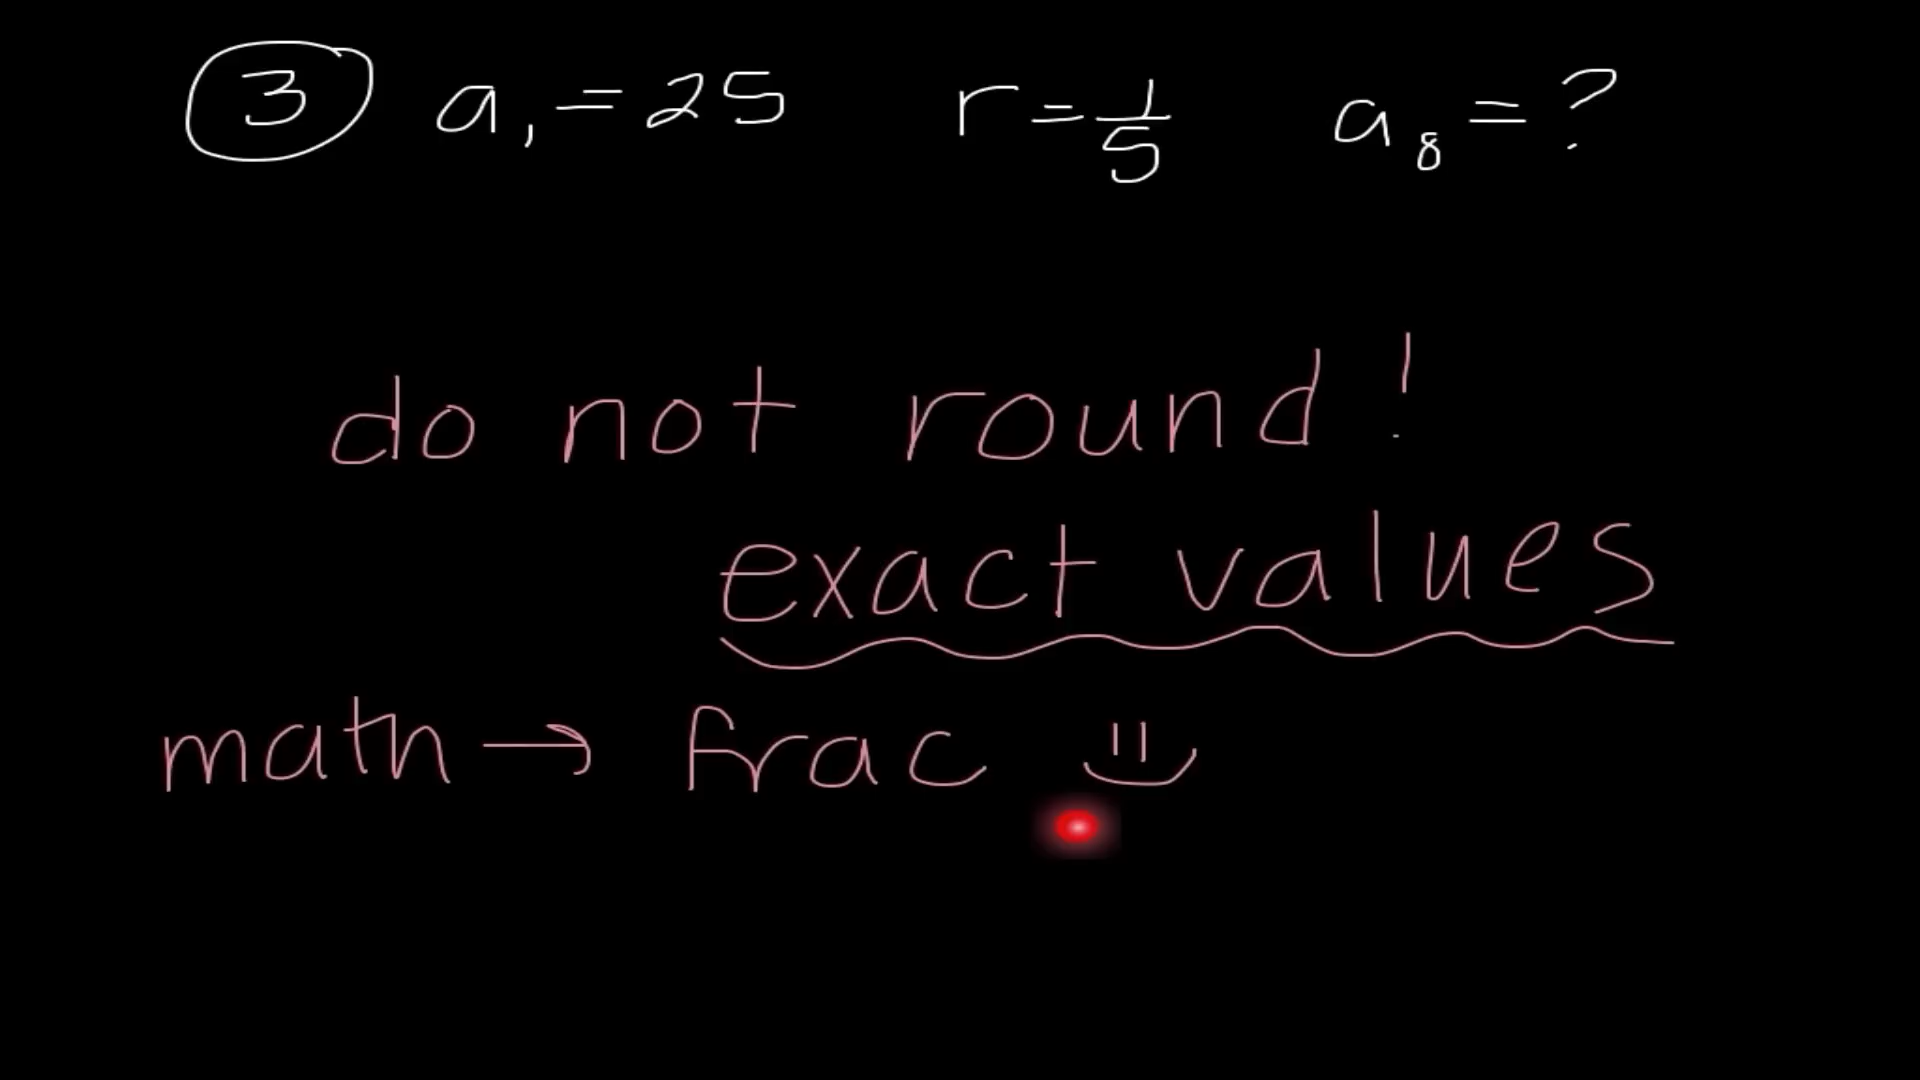 3 a₁ = 25 r = 1/5 a₈ = ?
do not round!
exact values
math → frac